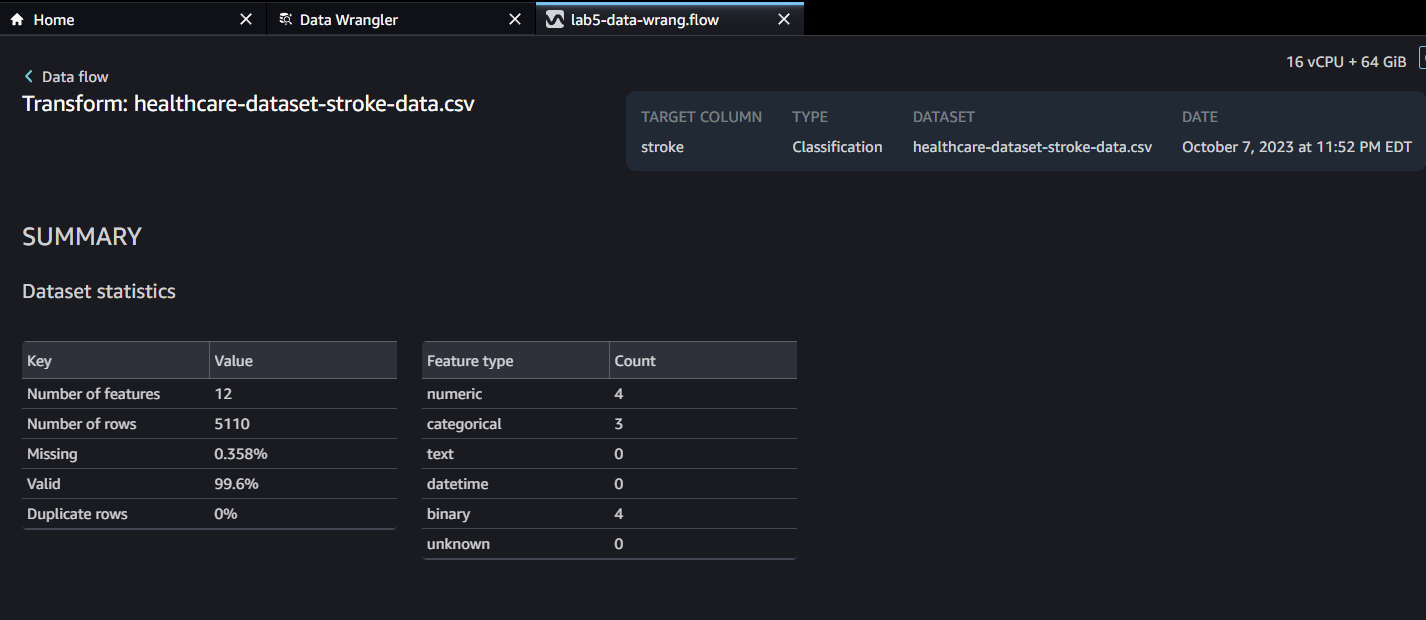 Home
Data Wrangler
lab5-data-wrang.flow
16 vCPU + 64 GiB
Data flow
Transform: healthcare-dataset-stroke-data.csv
TARGET COLUMN TYPE DATASET DATE
stroke Classification healthcare-dataset-stroke-data.csv October 7, 2023 at 11:52 PM EDT
SUMMARY
Dataset statistics
Key Value
Number of features 12
Number of rows 5110
Missing 0.358%
Valid 99.6%
Duplicate rows 0%
Feature type Count
numeric 4
categorical 3
text 0
datetime 0
binary 4
unknown 0